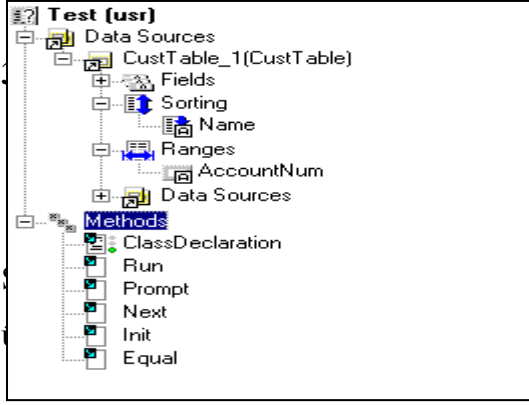 Test (usr)
Data Sources
CustTable_1(CustTable)
Fields
Sorting
Name
Ranges
AccountNum
Data Sources
Methods
ClassDeclaration
Run
Prompt
Next
Init
Equal